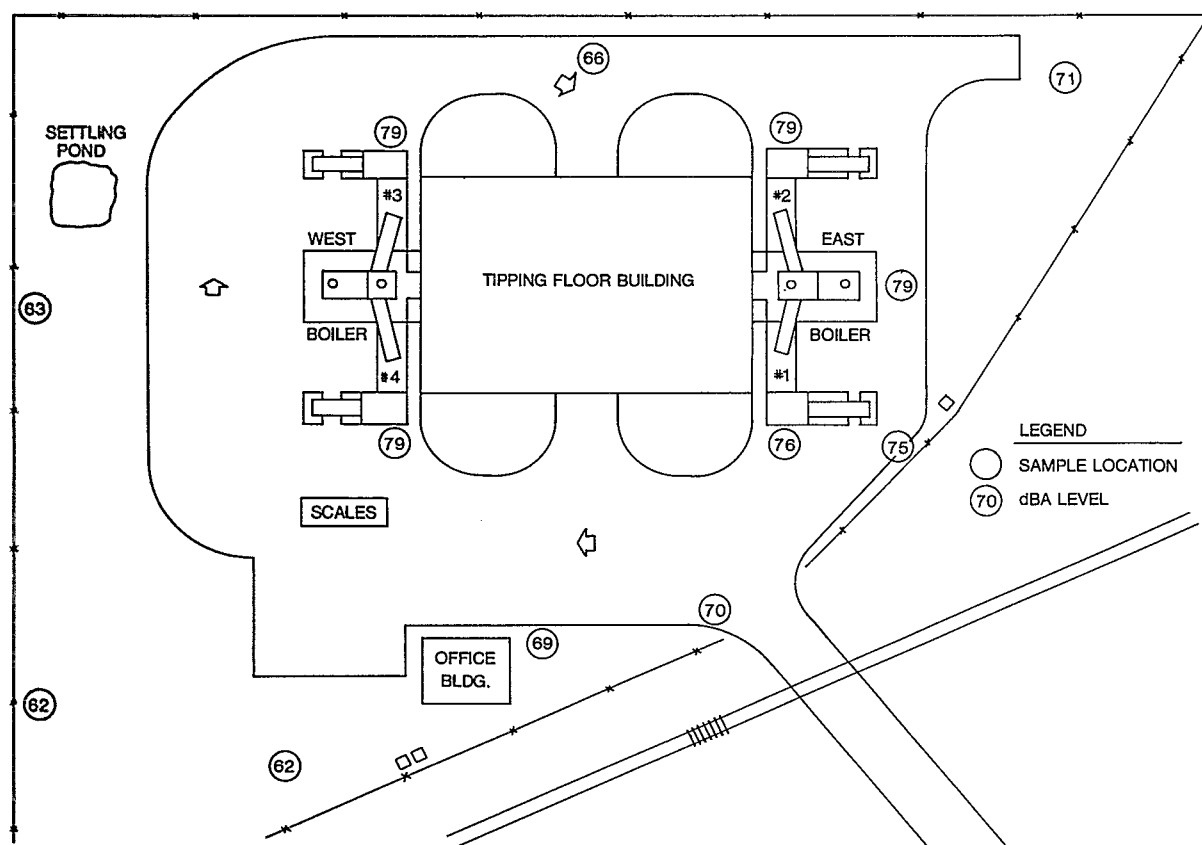 66
71
SETTLING
POND
79
79
#3
#2
WEST
EAST
TIPPING FLOOR BUILDING
79
63
BOILER
BOILER
#4
#1
79
76
75
LEGEND
SAMPLE LOCATION
70 dBA LEVEL
SCALES
70
69
OFFICE
BLDG.
62
62